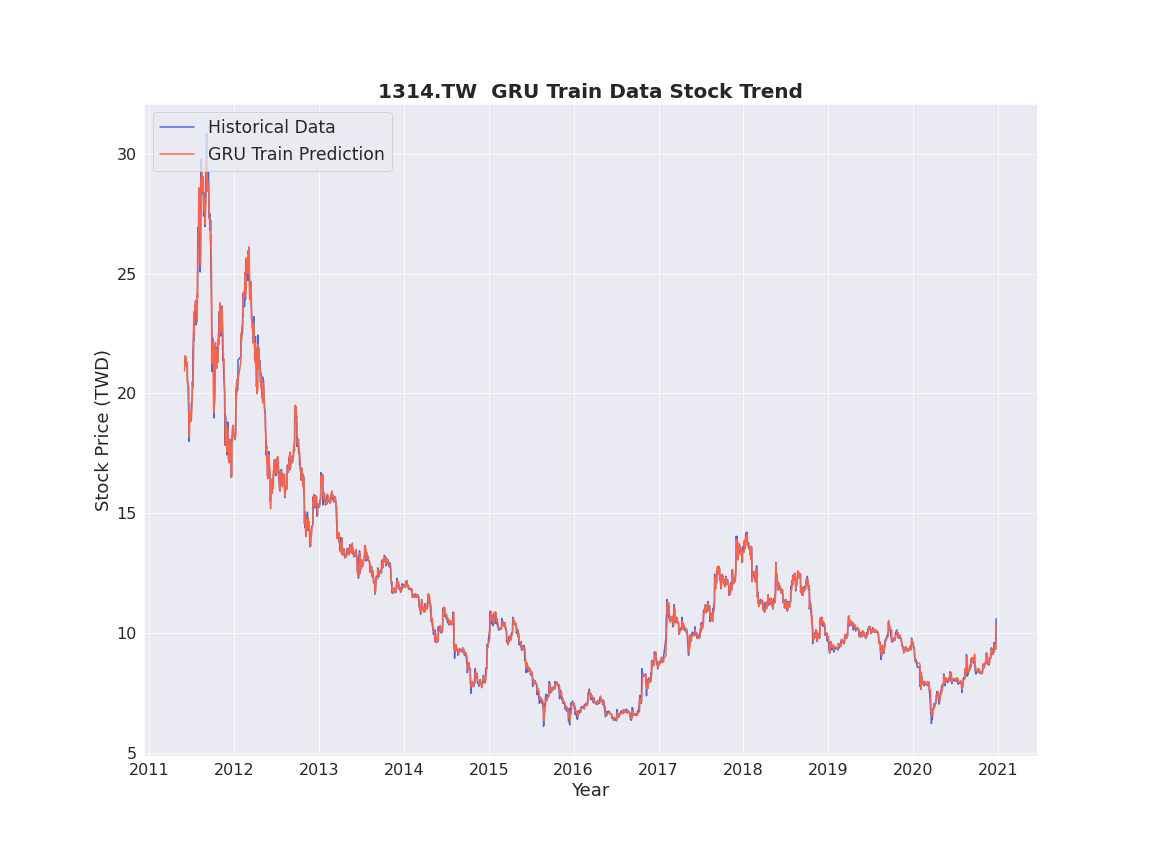 1314.TW  GRU Train Data Stock Trend
Historical Data
GRU Train Prediction
Stock Price (TWD)
30
25
20
15
10
5
2011 2012 2013 2014 2015 2016 2017 2018 2019 2020 2021
Year